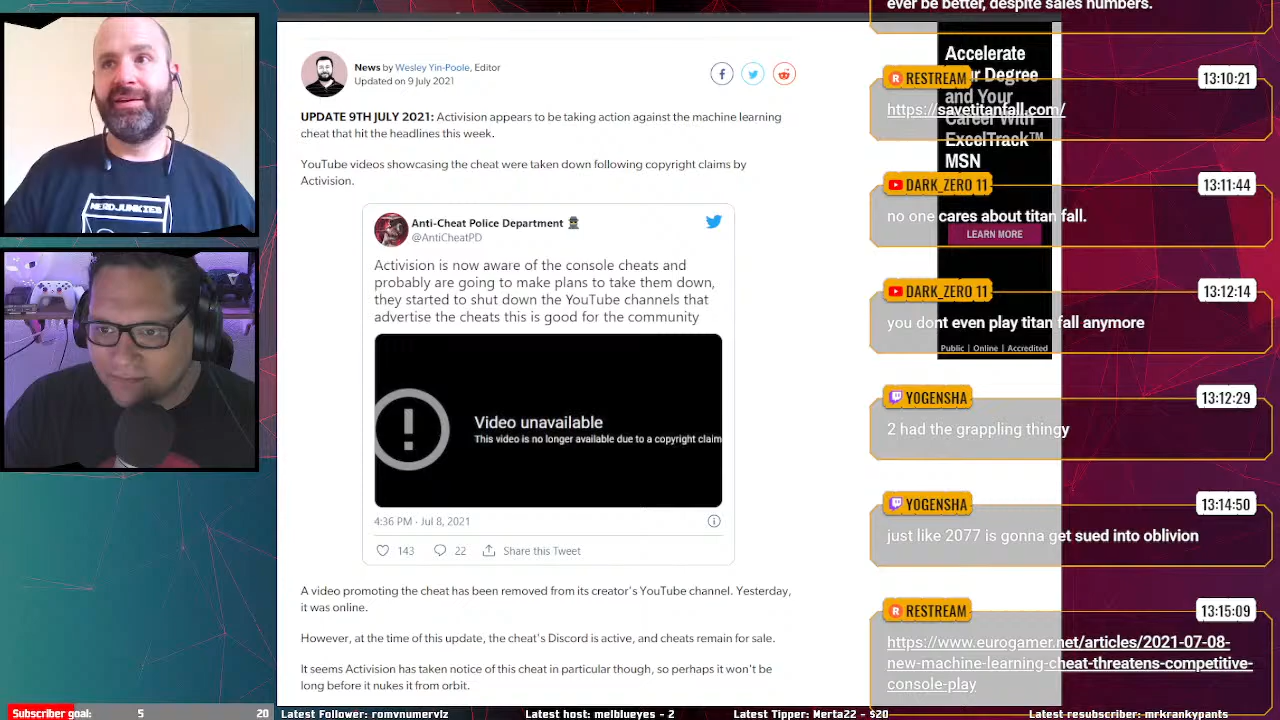 NERDJUNKIES
News by Wesley Yin-Poole, Editor
Updated on 9 July 2021
UPDATE 9TH JULY 2021: Activision appears to be taking action against the machine learning
cheat that hit the headlines this week.
YouTube videos showcasing the cheat were taken down following copyright claims by
Activision.
Anti-Cheat Police Department
@AntiCheatPD
Activision is now aware of the console cheats and
probably are going to make plans to take them down,
they started to shut down the YouTube channels that
advertise the cheats this is good for the community
Video unavailable
This video is no longer available due to a copyright claim
4:36 PM · Jul 8, 2021
143 22 Share this Tweet
A video promoting the cheat has been removed from its creator's YouTube channel. Yesterday,
it was online.
However, at the time of this update, the cheat's Discord is active, and cheats remain for sale.
It seems Activision has taken notice of this cheat in particular though, so perhaps it won't be
long before it nukes it from orbit.
Accelerate
Your Degree
and Your
Career With
ExcelTrack™
MSN
LEARN MORE
Public | Online | Accredited
ever be better, despite sales numbers.
RESTREAM 13:10:21
https://savetitanfall.com/
DARK_ZERO 11 13:11:44
no one cares about titan fall.
DARK_ZERO 11 13:12:14
you dont even play titan fall anymore
YOGENSHA 13:12:29
2 had the grappling thingy
YOGENSHA 13:14:50
just like 2077 is gonna get sued into oblivion
RESTREAM 13:15:09
https://www.eurogamer.net/articles/2021-07-08-
new-machine-learning-cheat-threatens-competitive-
console-play
Subscriber goal: 5 20 Latest Follower: romynumerv1z Latest host: melblueyes - 2 Latest Tipper: Merta22 - $20 Latest resubscriber: mrkrankypants